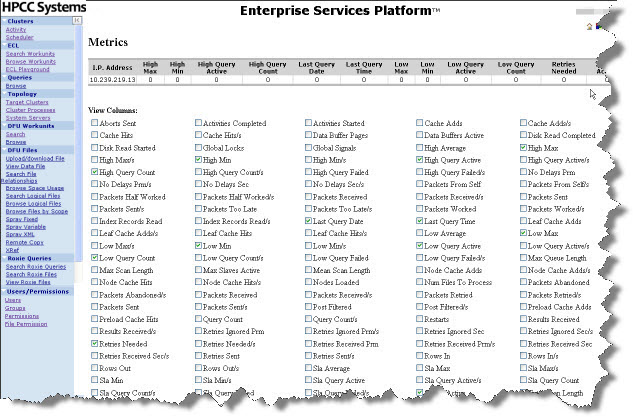 HPCC Systems
Enterprise Services Platform™
Clusters
Activity
Scheduler
ECL
Search Workunits
Browse Workunits
ECL Playground
Queries
Browse
Topology
Target Clusters
Cluster Processes
System Servers
DFU Workunits
Search
Browse
DFU Files
Upload/download File
View Data File
Search File
Relationships
Browse Space Usage
Search Logical Files
Browse Logical Files
Browse Files by Scope
Spray Fixed
Spray Variable
Spray XML
Remote Copy
XRef
Roxie Queries
Search Roxie Queries
Search Roxie Files
View Roxie Files
Users/Permissions
Users
Groups
Permissions
File Permission
Metrics
I.P. Address High Max High Min High Query Active High Query Count Last Query Date Last Query Time Low Max Low Min Low Query Active Low Query Count Retries Needed
10.239.219.13 0 0 0 0 0 0 0 0 0 0 0
View Columns:
Aborts Sent Activities Completed Activities Started Cache Adds Cache Adds/s
Cache Hits Cache Hits/s Data Buffer Pages Data Buffers Active Disk Read Completed
Disk Read Started Global Locks Global Signals High Average High Max
High Max/s High Min High Min/s High Query Active High Query Active/s
High Query Count High Query Count/s High Query Failed High Query Failed/s No Delays Prm
No Delays Prm/s No Delays Sec No Delays Sec/s Packets From Self Packets From Self/s
Packets Half Worked Packets Half Worked/s Packets Received Packets Received/s Packets Sent
Packets Sent/s Packets Too Late Packets Too Late/s Packets Worked Packets Worked/s
Index Records Read Index Records Read/s Last Query Date Last Query Time Leaf Cache Adds
Leaf Cache Adds/s Leaf Cache Hits Leaf Cache Hits/s Low Average Low Max
Low Max/s Low Min Low Min/s Low Query Active Low Query Active/s
Low Query Count Low Query Count/s Low Query Failed Low Query Failed/s Max Queue Length
Max Scan Length Max Slaves Active Mean Scan Length Node Cache Adds Node Cache Adds/s
Node Cache Hits Node Cache Hits/s Nodes Loaded Num Files To Process Packets Abandoned
Packets Abandoned/s Packets Received Packets Received/s Packets Retried Packets Retried/s
Packets Sent Packets Sent/s Post Filtered Post Filtered/s Preload Cache Adds
Preload Cache Hits Query Count Query Count/s Restarts Results Received
Results Received/s Retries Ignored Prm Retries Ignored Prm/s Retries Ignored Sec Retries Ignored Sec/s
Retries Needed Retries Needed/s Retries Received Prm Retries Received Prm/s Retries Received Sec
Retries Received Sec/s Retries Sent Retries Sent/s Rows In Rows In/s
Rows Out Rows Out/s Sla Average Sla Max Sla Max/s
Sla Min Sla Min/s Sla Query Active Sla Query Active/s Sla Query Count
Sla Query Count/s